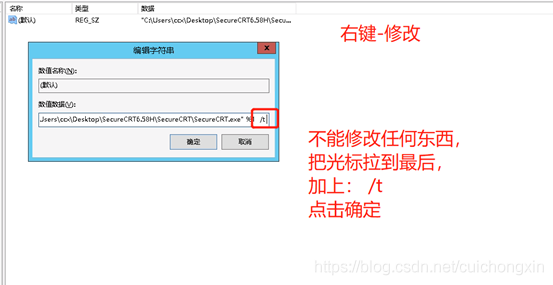 名称 类型 数据
ab (默认) REG_SZ "C:\Users\ccx\Desktop\SecureCRT6.58H\Secu...
右键-修改
编辑字符串
x
数值名称(N):
(默认)
数值数据(V):
Jsers\ccx\Desktop\SecureCRT6.58H\SecureCRT\SecureCRT.exe" %1 /t
确定 取消
不能修改任何东西，
把光标拉到最后，
加上： /t
点击确定
https://blog.csdn.net/cuichongxin